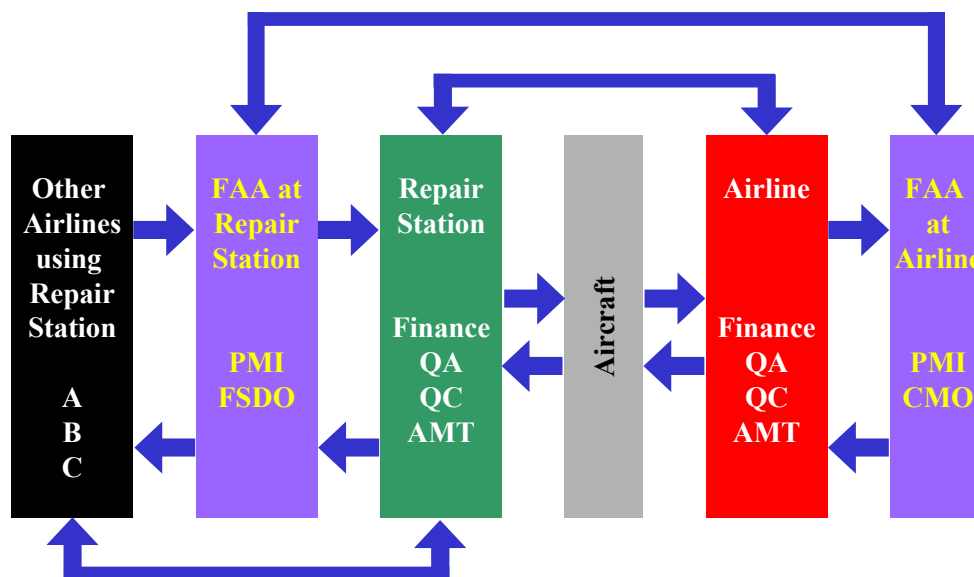 Other
Airlines
using
Repair
Station
A
B
C
FAA at
Repair
Station
PMI
FSDO
Repair
Station
Finance
QA
QC
AMT
Aircraft
Airline
Finance
QA
QC
AMT
FAA
at
Airline
PMI
CMO